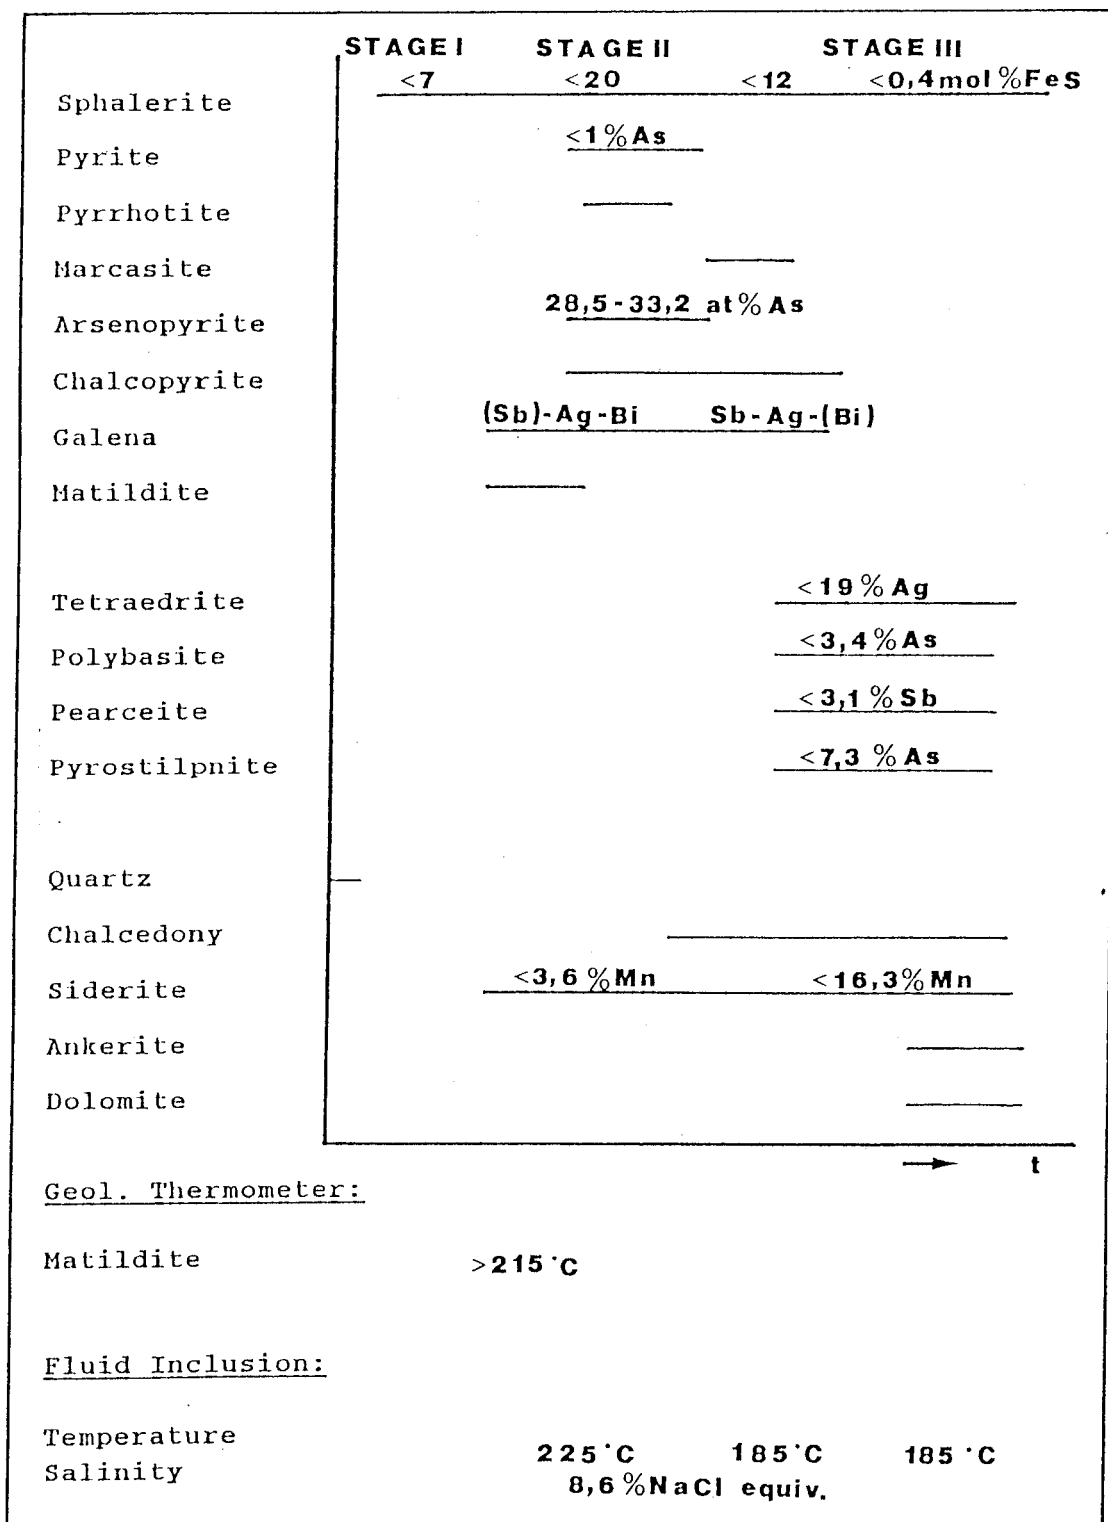 STAGE I STAGE II STAGE III
<7 <20 <12 <0,4mol%FeS
Sphalerite
<1%As
Pyrite
Pyrrhotite
Marcasite
28,5-33,2 at% As
Arsenopyrite
Chalcopyrite
(Sb)-Ag-Bi Sb-Ag-(Bi)
Galena
Matildite
<19%Ag
Tetraedrite
<3,4%As
Polybasite
<3,1%Sb
Pearceite
<7,3%As
Pyrostilpnite
Quartz
Chalcedony
<3,6%Mn <16,3%Mn
Siderite
Ankerite
Dolomite
t
Geol. Thermometer:
Matildite >215°C
Fluid Inclusion:
Temperature 225°C 185°C 185°C
Salinity 8,6%NaCl equiv.